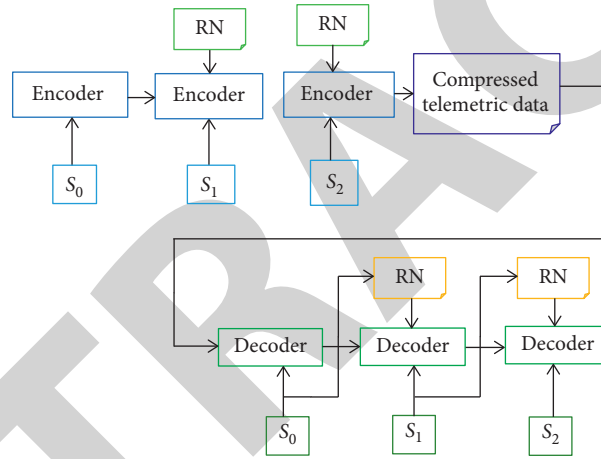 RN
RN
Encoder
Encoder
Encoder
Compressed
telemetric data
S₀
S₁
S₂
RN
RN
Decoder
Decoder
Decoder
S₀
S₁
S₂